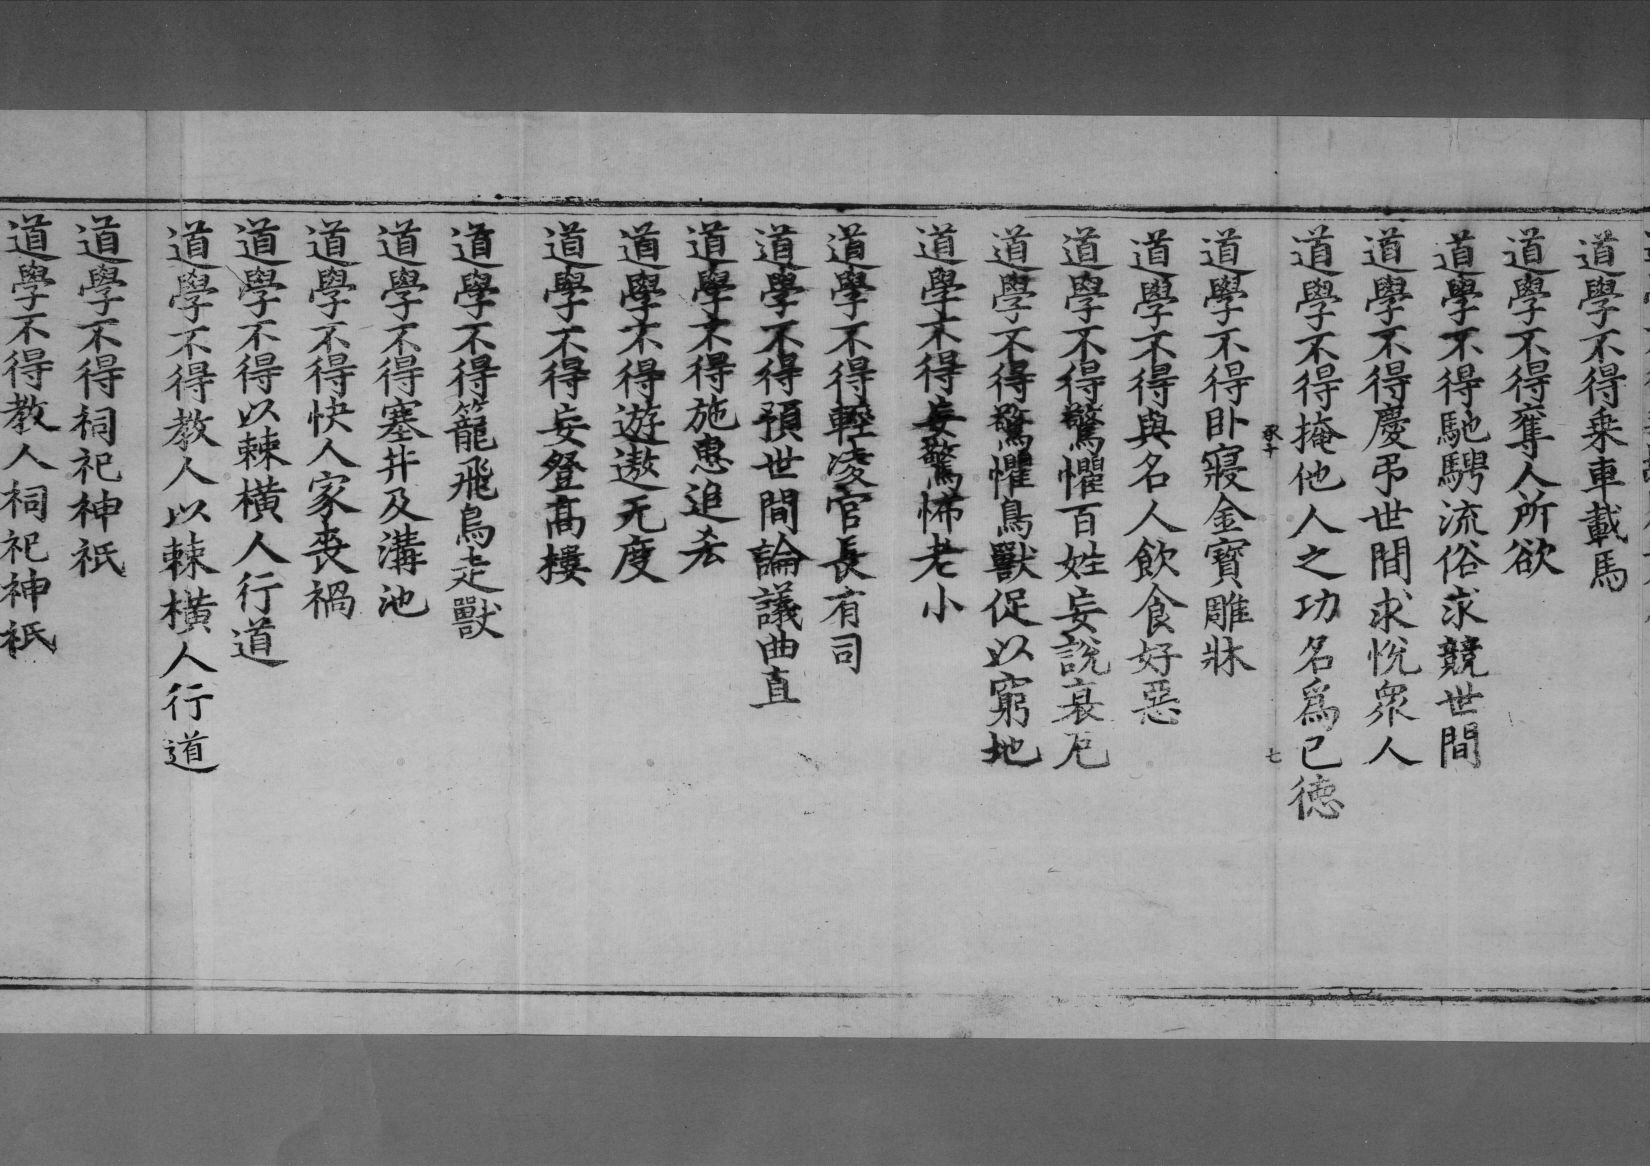 道學不得乗車載馬
道學不得奪人所欲
道學不得馳騁流俗求競世間
道學不得慶弔世間求悅衆人
道學不得掩他人之功名爲已德
七
道學不得卧寢金寳雕牀
道學不得與名人飲食好惡
道學不得驚懼百姓妄說衰厄
道學不得驚懼鳥獸促以窮地
道學不得妄驚怖老小
道學不得輕凌官長有司
道學不得預世間論議曲直
道學不得施惠追𠫤
道學不得遊遨无度
道學不得妄登髙樓
道學不得籠飛鳥走獸
道學不得塞井及溝池
道學不得快人家喪禍
道學不得以棘橫人行道
道學不得教人以棘橫人行道
道學不得祠祀神祇
道學不得教人祠祀神祇